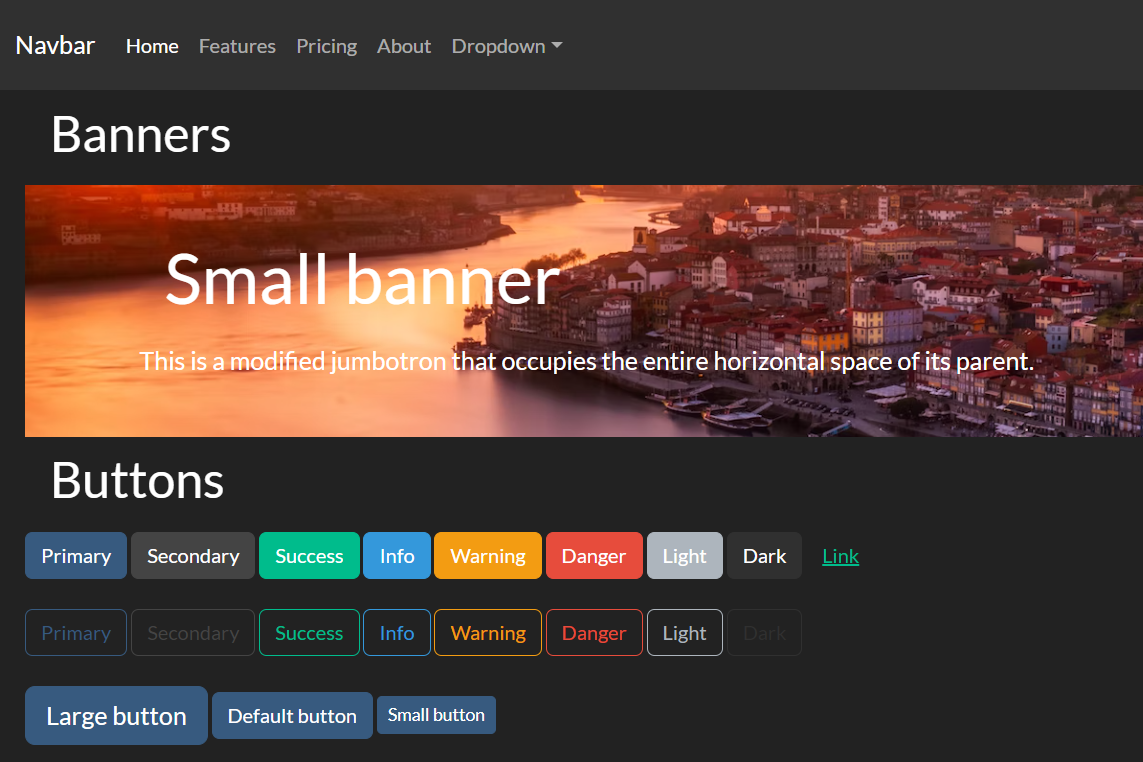 Navbar Home Features Pricing About Dropdown
Banners
Small banner
This is a modified jumbotron that occupies the entire horizontal space of its parent.
Buttons
Primary Secondary Success Info Warning Danger Light Dark Link
Primary Secondary Success Info Warning Danger Light Dark
Large button Default button Small button